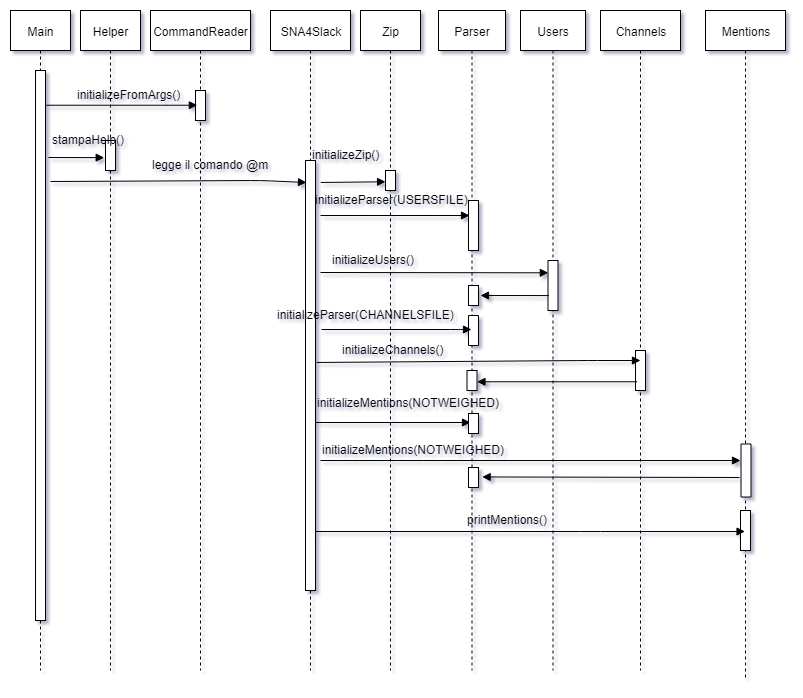 Main
Helper
CommandReader
SNA4Slack
Zip
Parser
Users
Channels
Mentions
initializeFromArgs()
stampaHelp()
legge il comando @m
initializeZip()
initializeParser(USERSFILE)
initializeUsers()
initializeParser(CHANNELSFILE)
initializeChannels()
initializeMentions(NOTWEIGHED)
initializeMentions(NOTWEIGHED)
printMentions()